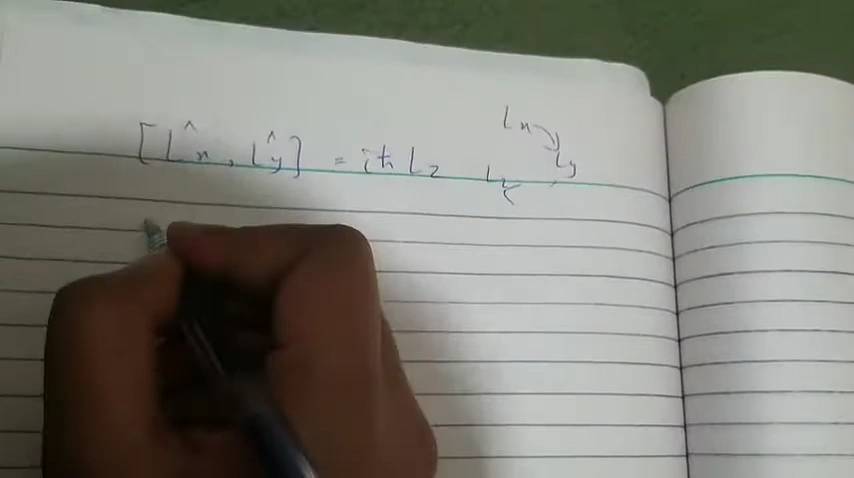 [L̂x, L̂y] = iħ Lz
Lx
Ly
Lz